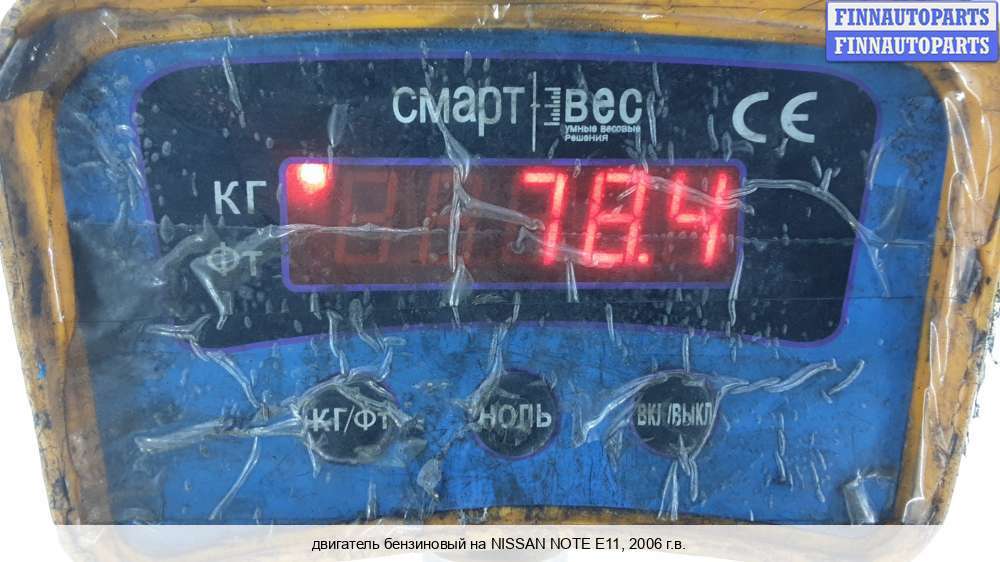 FINNAUTOPARTS
FINNAUTOPARTS
смарт вес
умные весовые
решения
CE
КГ
78.4
ФТ
КГ/ФТ
НОЛЬ
ВКЛ/ВЫКЛ
двигатель бензиновый на NISSAN NOTE E11, 2006 г.в.